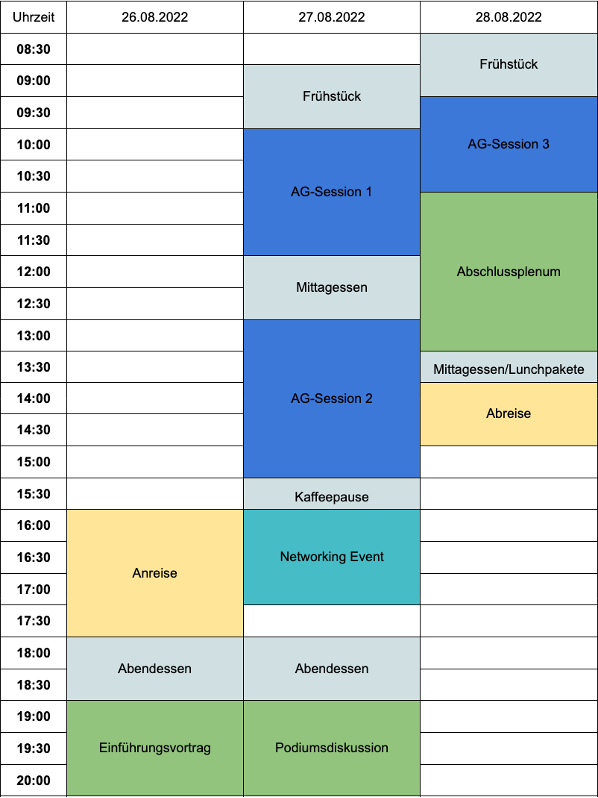 Uhrzeit 26.08.2022 27.08.2022 28.08.2022
08:30
Frühstück
09:00
Frühstück
09:30
10:00 AG-Session 3
10:30
AG-Session 1
11:00
11:30
12:00 Abschlussplenum
Mittagessen
12:30
13:00
13:30 Mittagessen/Lunchpakete
14:00
AG-Session 2 Abreise
14:30
15:00
15:30 Kaffeepause
16:00
16:30 Networking Event
Anreise
17:00
17:30
18:00
Abendessen Abendessen
18:30
19:00
19:30 Einführungsvortrag Podiumsdiskussion
20:00